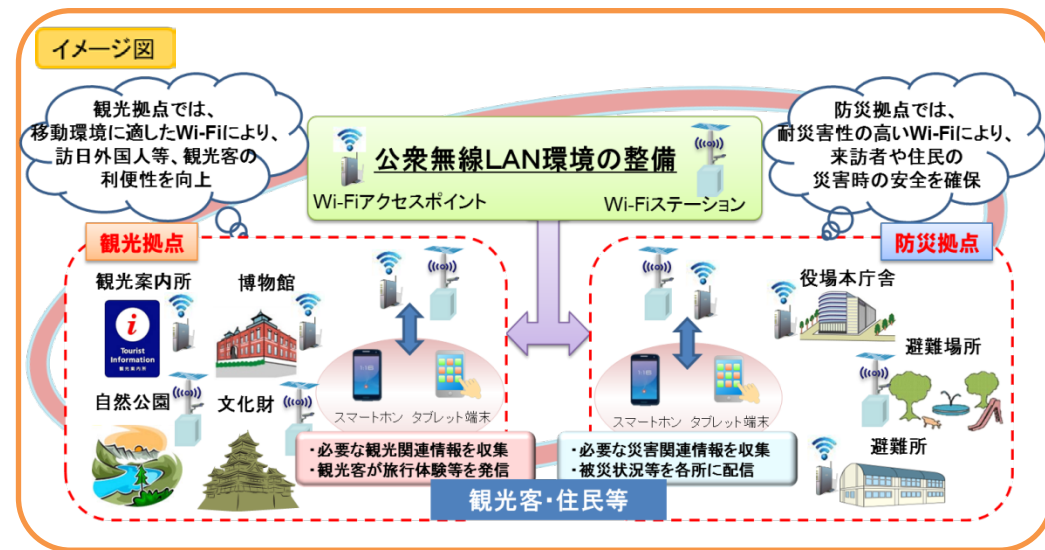 イメージ図
観光拠点では、
移動環境に適したWi-Fiにより、
訪日外国人等、観光客の
利便性を向上
公衆無線LAN環境の整備
Wi-Fiアクセスポイント
Wi-Fiステーション
防災拠点では、
耐災害性の高いWi-Fiにより、
来訪者や住民の
災害時の安全を確保
観光拠点
観光案内所
博物館
i
Tourist
Information
観光案内所
自然公園
文化財
スマートホン タブレット端末
・必要な観光関連情報を収集
・観光客が旅行体験等を発信
防災拠点
役場本庁舎
避難場所
スマートホン タブレット端末
避難所
・必要な災害関連情報を収集
・被災状況等を各所に配信
観光客・住民等